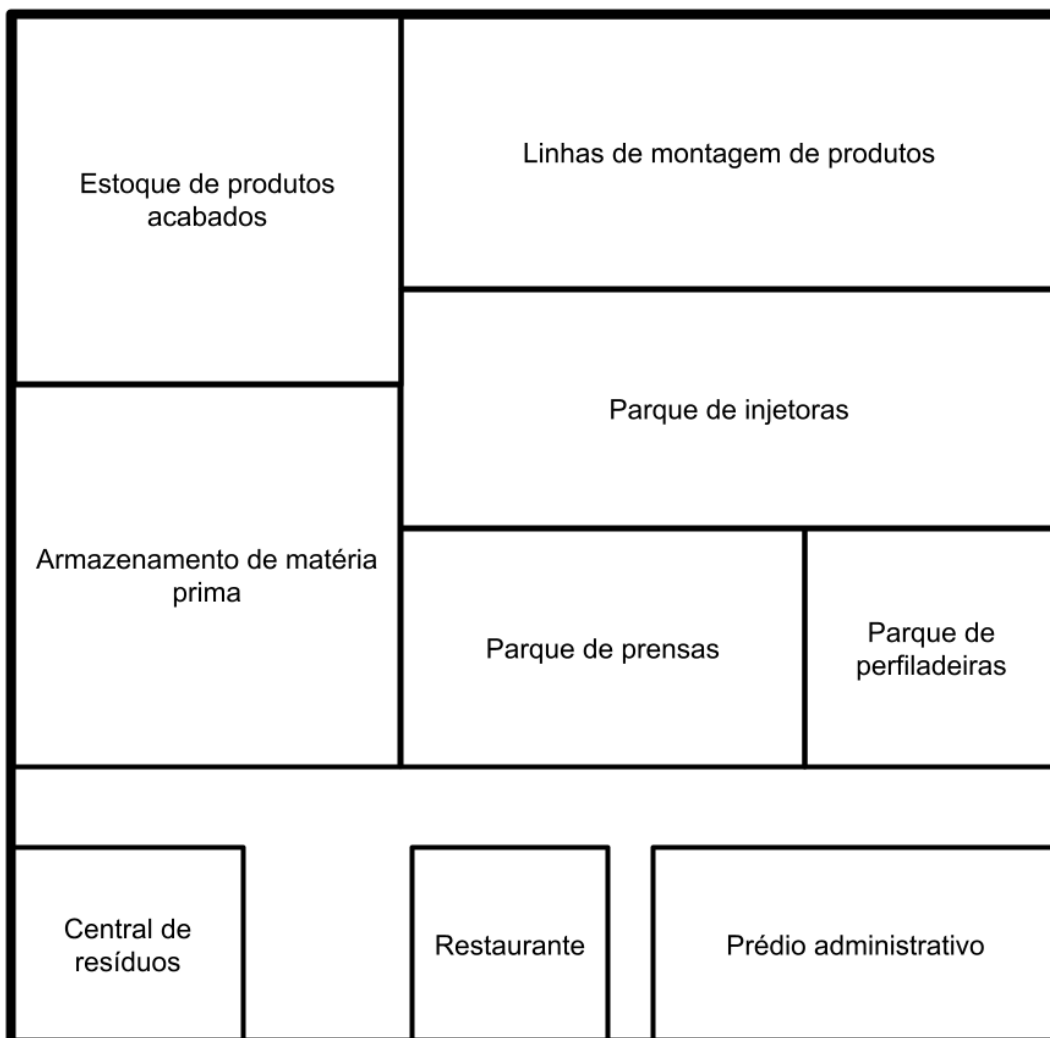 Estoque de produtos
acabados
Linhas de montagem de produtos
Parque de injetoras
Armazenamento de matéria
prima
Parque de prensas
Parque de
perfiladeiras
Central de
resíduos
Restaurante
Prédio administrativo